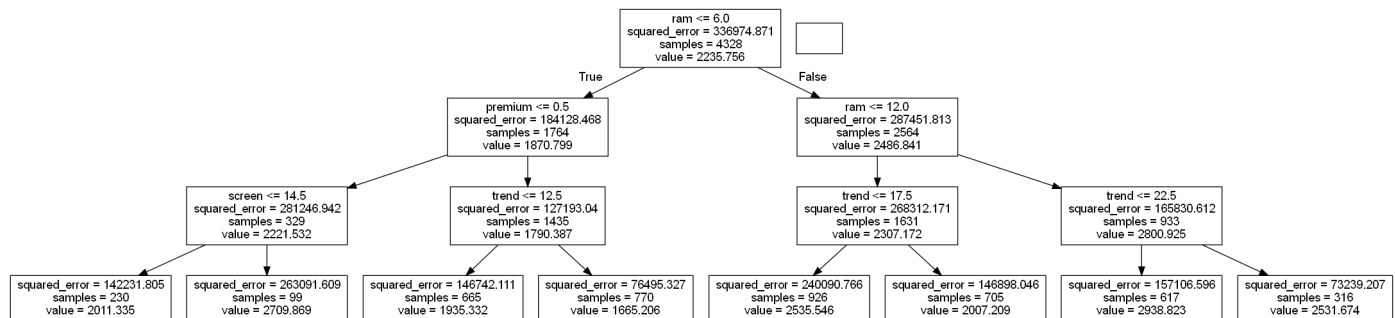 ram <= 6.0
squared_error = 336974.871
samples = 4328
value = 2235.756
True
False
premium <= 0.5
squared_error = 184128.468
samples = 1764
value = 1870.799
ram <= 12.0
squared_error = 287451.813
samples = 2564
value = 2486.841
screen <= 14.5
squared_error = 281246.942
samples = 329
value = 2221.532
trend <= 12.5
squared_error = 127193.04
samples = 1435
value = 1790.387
trend <= 17.5
squared_error = 268312.171
samples = 1631
value = 2307.172
trend <= 22.5
squared_error = 165830.612
samples = 933
value = 2800.925
squared_error = 142231.805
samples = 230
value = 2011.335
squared_error = 263091.609
samples = 99
value = 2709.869
squared_error = 146742.111
samples = 665
value = 1935.332
squared_error = 76495.327
samples = 770
value = 1665.206
squared_error = 240090.766
samples = 926
value = 2535.546
squared_error = 146898.046
samples = 705
value = 2007.209
squared_error = 157106.596
samples = 617
value = 2938.823
squared_error = 73239.207
samples = 316
value = 2531.674